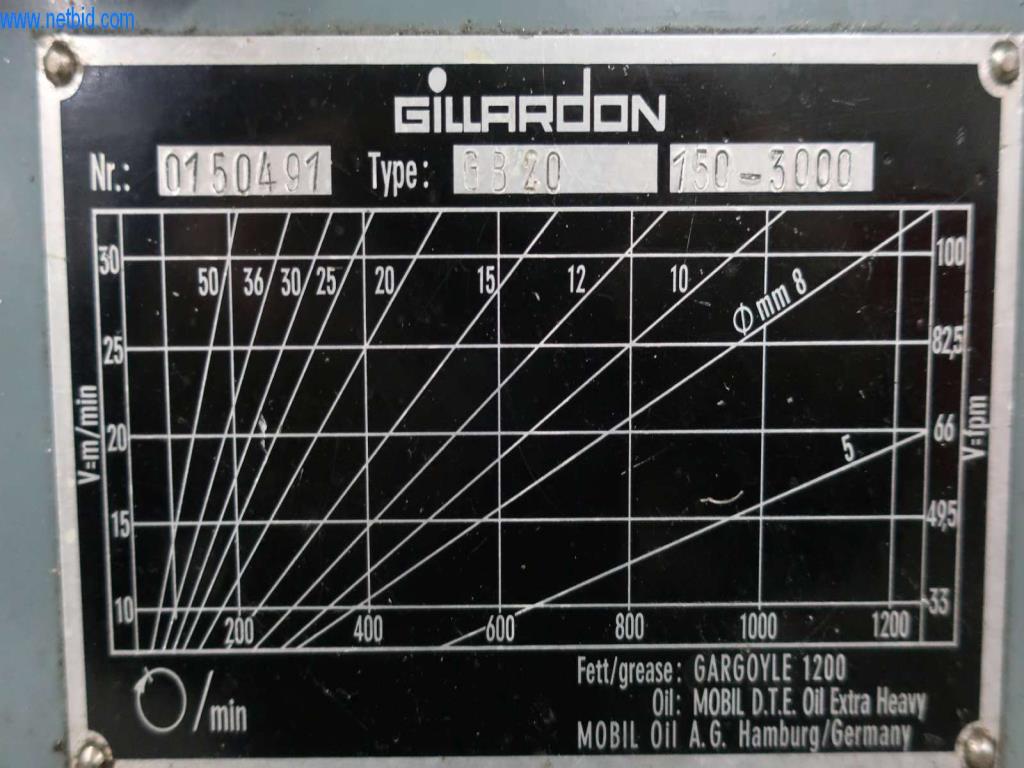 www.netbid.com
GILLARDON
Nr.: 0150491 Type: GB20 150-3000
30 50 36 30 25 20 15 12 10 Ø mm 8 100
25 82,5
20 5 66
V=m/min V=fpm
15 49,5
10 33
200 400 600 800 1000 1200
/min
Fett/grease: GARGOYLE 1200
Oil: MOBIL D.T.E. Oil Extra Heavy
MOBIL Oil A.G. Hamburg/Germany